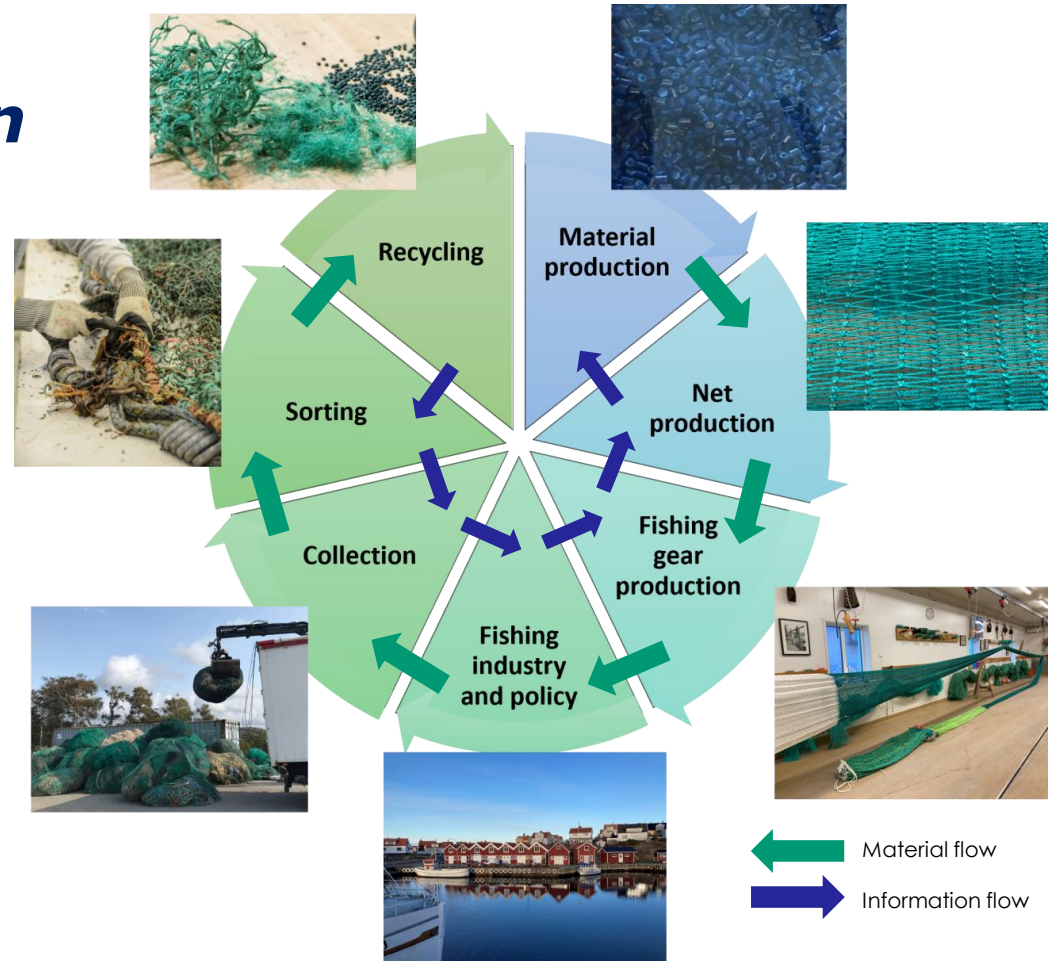 n
Recycling
Material
production
Net
production
Fishing
gear
production
Fishing
industry
and policy
Collection
Sorting
Material flow
Information flow